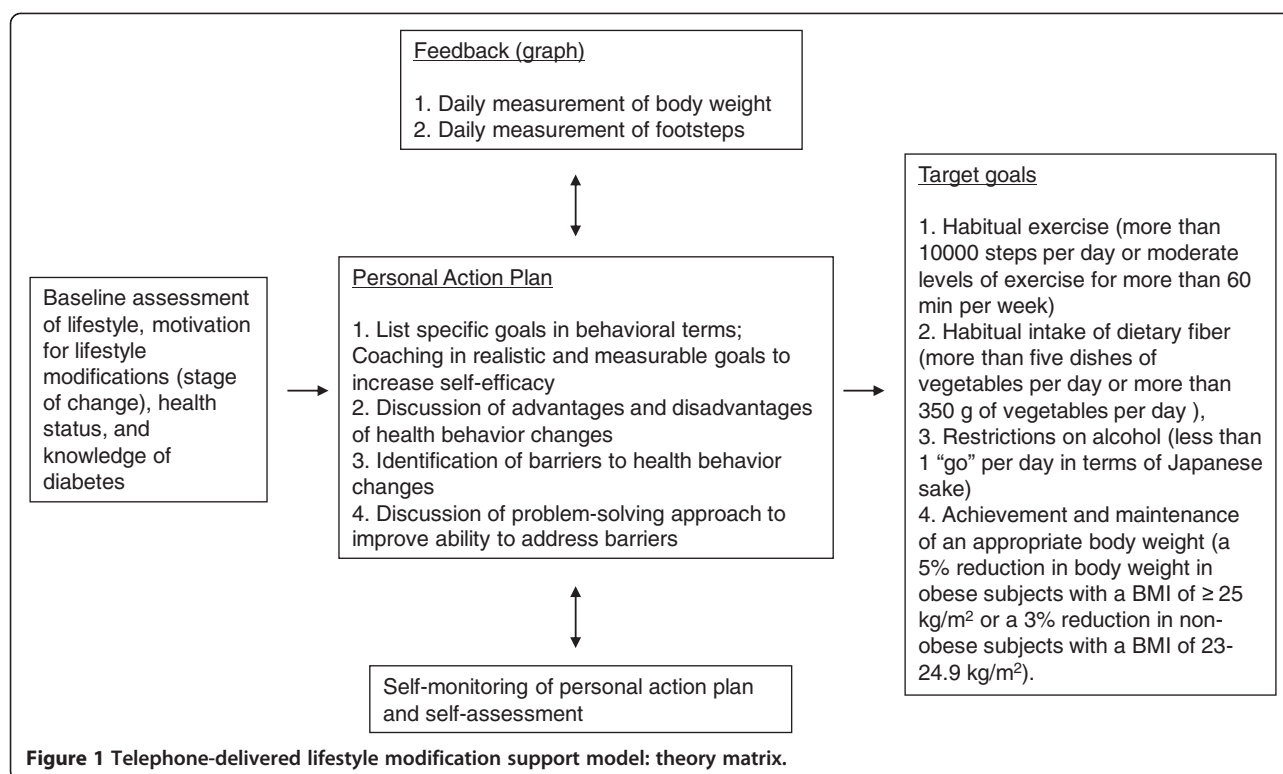 Feedback (graph)
1. Daily measurement of body weight
2. Daily measurement of footsteps
Baseline assessment
of lifestyle, motivation
for lifestyle
modifications (stage
of change), health
status, and
knowledge of
diabetes
Personal Action Plan
1. List specific goals in behavioral terms;
Coaching in realistic and measurable goals to
increase self-efficacy
2. Discussion of advantages and disadvantages
of health behavior changes
3. Identification of barriers to health behavior
changes
4. Discussion of problem-solving approach to
improve ability to address barriers
Target goals
1. Habitual exercise (more than
10000 steps per day or moderate
levels of exercise for more than 60
min per week)
2. Habitual intake of dietary fiber
(more than five dishes of
vegetables per day or more than
350 g of vegetables per day ),
3. Restrictions on alcohol (less than
1 “go” per day in terms of Japanese
sake)
4. Achievement and maintenance
of an appropriate body weight (a
5% reduction in body weight in
obese subjects with a BMI of ≥ 25
kg/m² or a 3% reduction in non-
obese subjects with a BMI of 23-
24.9 kg/m²).
Self-monitoring of personal action plan
and self-assessment
Figure 1 Telephone-delivered lifestyle modification support model: theory matrix.